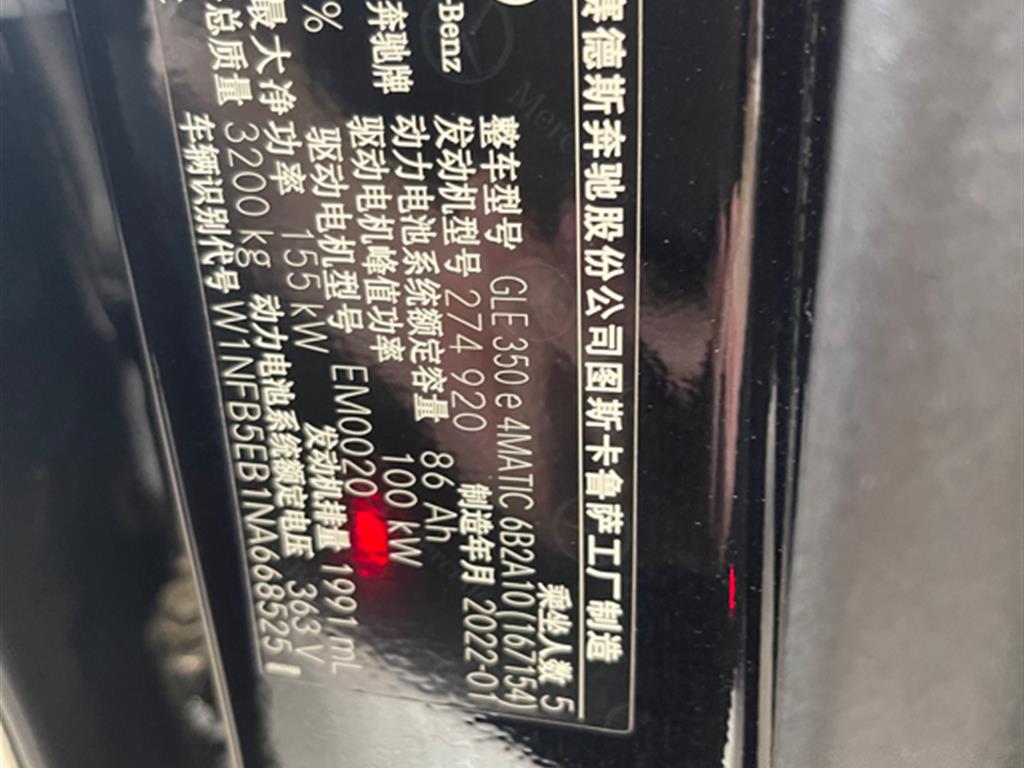 赛德斯奔驰股份公司图斯卡鲁萨工厂制造
乘坐人数 5
整车型号 GLE 350 e 4MATIC 6B2A10(167154)
发动机型号 274 920 制造年月 2022-01
动力电池系统额定容量 86 Ah
驱动电机峰值功率 100 kW
驱动电机型号 EM0020 发动机排量 1991 mL
最大净功率 155 kW 动力电池系统额定电压 363 V
总质量 3200 kg
车辆识别代号 W1NFB5EB1NA668525
-Benz
奔驰牌
%